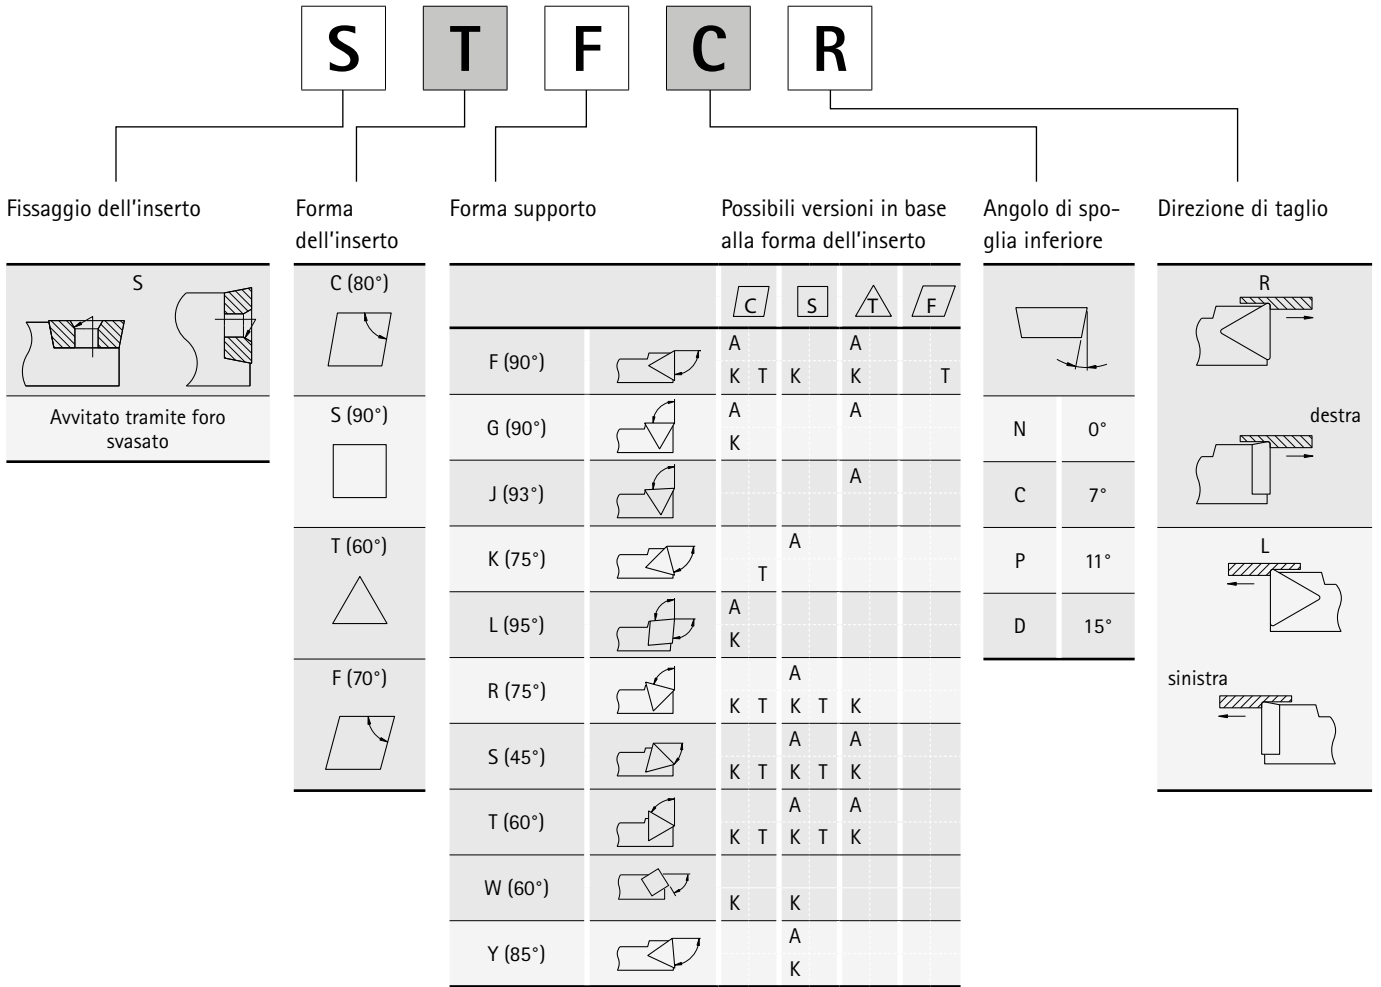 S T F C R
Fissaggio dell'inserto
Forma
dell'inserto
Forma supporto
Possibili versioni in base
alla forma dell'inserto
Angolo di spo-
glia inferiore
Direzione di taglio
S
Avvitato tramite foro
svasato
C (80°)
S (90°)
T (60°)
F (70°)
C S T F
F (90°)
A A
K T K K T
G (90°)
A A
K
J (93°)
A
K (75°)
A
T
L (95°)
A
K
R (75°)
A
K T K T K
S (45°)
A A
K T K T K
T (60°)
A A
K T K T K
W (60°)
K K
Y (85°)
A
K
N 0°
C 7°
P 11°
D 15°
R
destra
L
sinistra